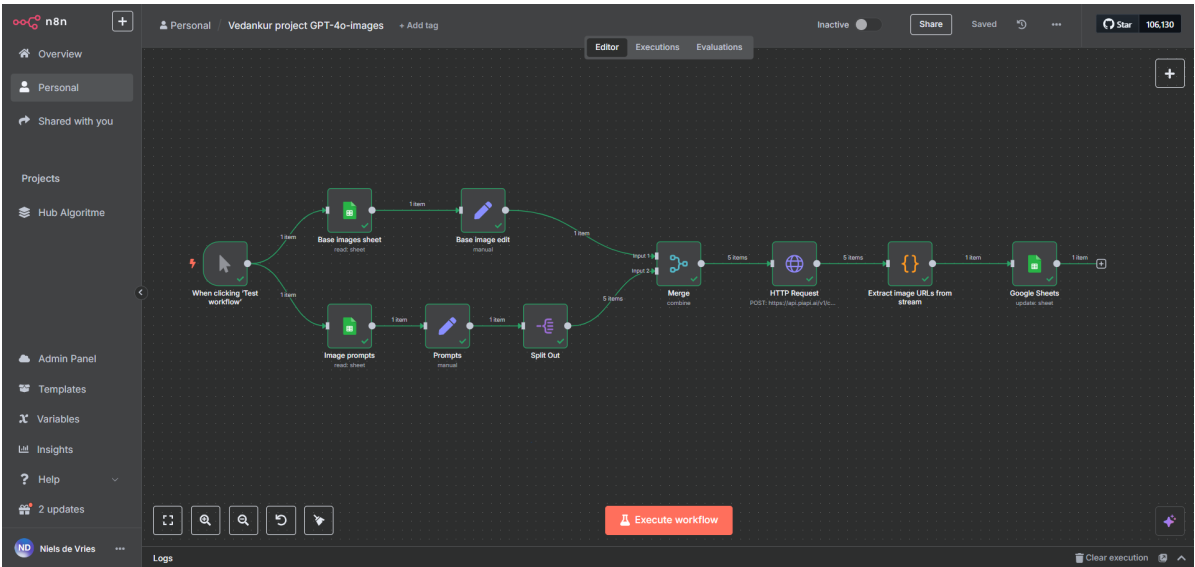 n8n
Personal / Vedankur project GPT-4o-images + Add tag
Inactive
Share
Saved
Star 106,130
Editor Executions Evaluations
Overview
Personal
Shared with you
Projects
Hub Algoritme
Admin Panel
Templates
Variables
Insights
Help
2 updates
ND Niels de Vries
1 item
1 item
Base images sheet
read: sheet
Base image edit
manual
1 item
When clicking 'Test
workflow'
1 item
1 item
1 item
Image prompts
read: sheet
Prompts
manual
Split Out
5 items
Input 1
Input 2
Merge
combine
5 items
HTTP Request
POST: https://api.piapi.ai/v1/c...
5 items
Extract image URLs from
stream
1 item
Google Sheets
update: sheet
1 item
Execute workflow
Logs
Clear execution